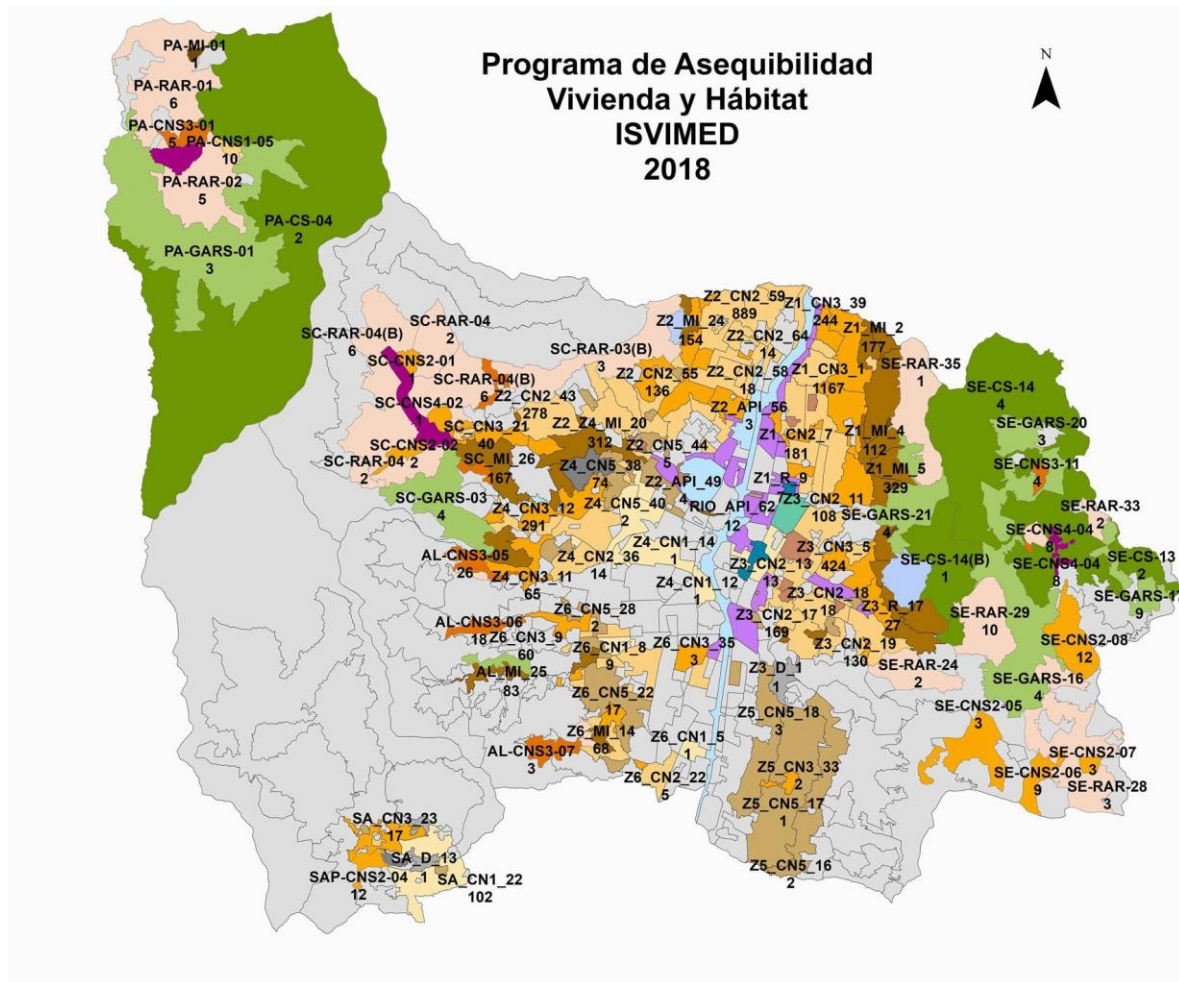 Programa de Asequibilidad
Vivienda y Hábitat
ISVIMED
2018
N
PA-MI-01
1
PA-RAR-01
6
PA-CNS3-01
5
PA-CNS1-05
10
PA-RAR-02
5
PA-CS-04
2
PA-GARS-01
3
SC-RAR-04(B)
6
SC-RAR-04
2
SC-CNS2-01
1
SC-RAR-04(B)
6
SC-RAR-03(B)
3
SC-CNS4-02
1
SC-CNS2-02
2
SC-RAR-04
2
SC_CN3_21
40
SC_MI_26
167
SC-GARS-03
4
Z2_CN2_43
278
Z2_MI_24
154
Z2_CN2_59
889
Z2_CN2_64
14
Z2_CN2_55
136
Z2_CN2_58
18
Z2_API_56
3
Z2_Z4_MI_20
312
Z2_CN5_44
5
Z2_API_49
4
Z1_CN3_39
244
Z1_MI_2
177
Z1_CN3_1
1167
Z1_CN2_7
181
Z1_MI_4
112
Z1_MI_5
329
Z1_R_9
RIO_API_62
12
Z4_CN5_38
74
Z4_CN5_40
2
Z4_CN3_12
291
Z4_CN2_36
14
Z4_CN1_14
1
Z4_CN1_12
1
Z4_CN3_11
65
AL-CNS3-05
26
AL-CNS3-06
18
AL_MI_25
83
AL-CNS3-07
3
Z3_CN2_11
108
Z3_CN3_5
424
Z3_CN2_13
13
Z3_CN2_18
18
Z3_R_17
27
Z3_CN2_17
169
Z3_CN2_19
130
Z3_D_1
1
Z6_CN5_28
2
Z6_CN3_9
60
Z6_CN1_8
9
Z6_CN3_35
3
Z6_CN5_22
17
Z6_MI_14
68
Z6_CN1_5
1
Z6_CN2_22
5
Z5_CN5_18
3
Z5_CN3_33
2
Z5_CN5_17
1
Z5_CN5_16
2
SE-RAR-35
1
SE-CS-14
4
SE-GARS-20
3
SE-CNS3-11
4
SE-RAR-33
2
SE-GARS-21
4
SE-CNS4-04
8
SE-CNS4-04
8
SE-CS-13
2
SE-CS-14(B)
1
SE-GARS-17
9
SE-RAR-29
10
SE-CNS2-08
12
SE-RAR-24
2
SE-GARS-16
4
SE-CNS2-05
3
SE-CNS2-07
3
SE-CNS2-06
9
SE-RAR-28
3
SA_CN3_23
17
SA_D_13
1
SAP-CNS2-04
12
SA_CN1_22
102